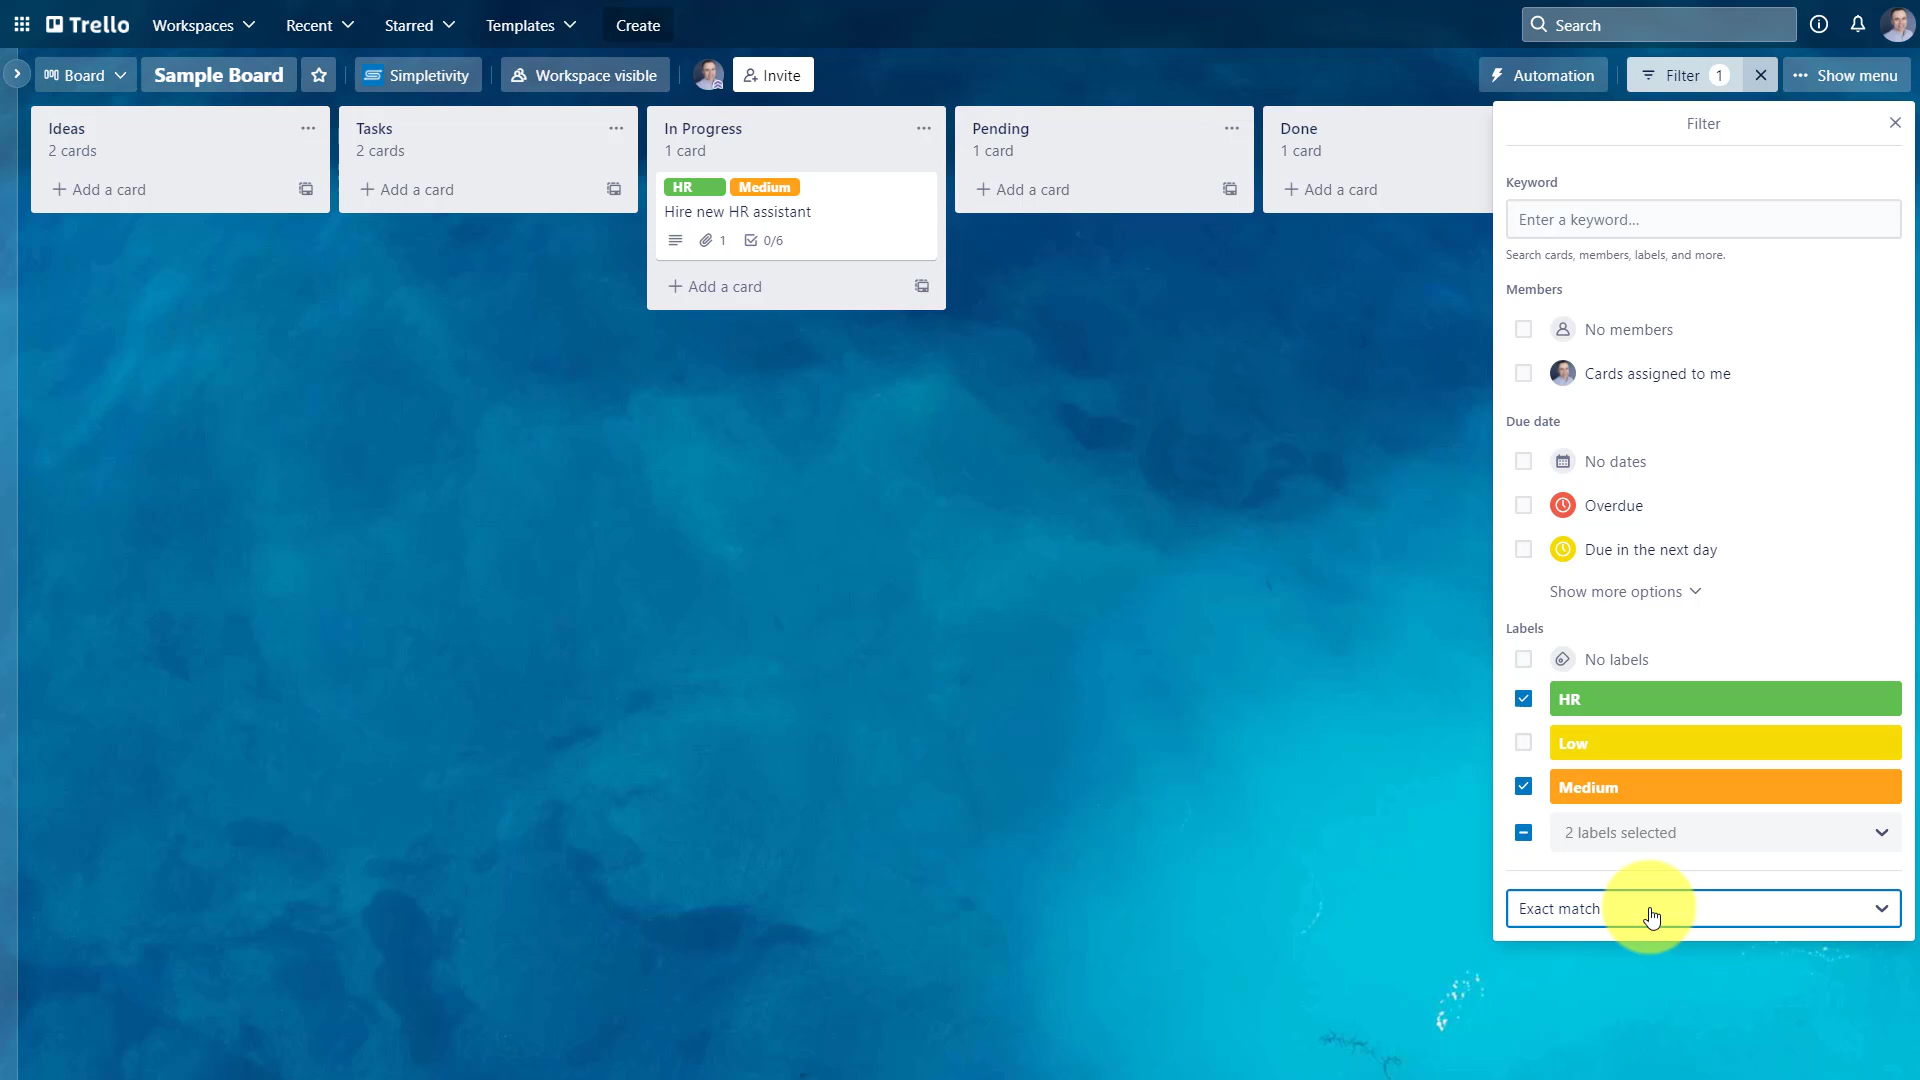 Trello Workspaces Recent Starred Templates Create Search
Board Sample Board Simpletivity Workspace visible Invite Automation Filter 1 Show menu
Ideas
2 cards
Add a card
Tasks
2 cards
Add a card
In Progress
1 card
HR Medium
Hire new HR assistant
1 0/6
Add a card
Pending
1 card
Add a card
Done
1 card
Add a card
Filter
Keyword
Enter a keyword...
Search cards, members, labels, and more.
Members
No members
Cards assigned to me
Due date
No dates
Overdue
Due in the next day
Show more options
Labels
No labels
HR
Low
Medium
2 labels selected
Exact match